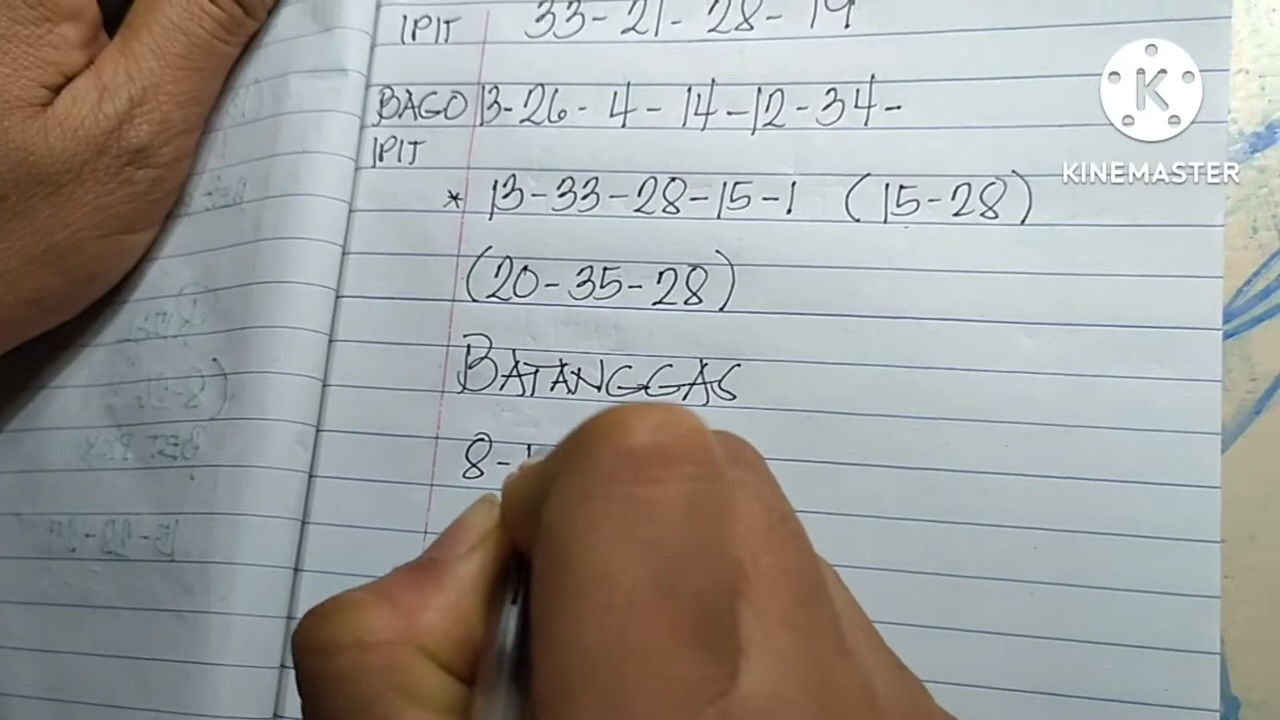 IPIT 33-21-28-19
BAGO 13-26-4-14-12-34-
IPIT
* 13-33-28-15-1 (15-28)
(20-35-28)
BATANGGAS
8-1
K
KINEMASTER